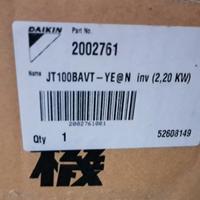 DAIKIN
Part No.
2002761
Name
JT100BAVT-YE@N inv (2,20 KW)
2002761001
Qty
1
52608149
機